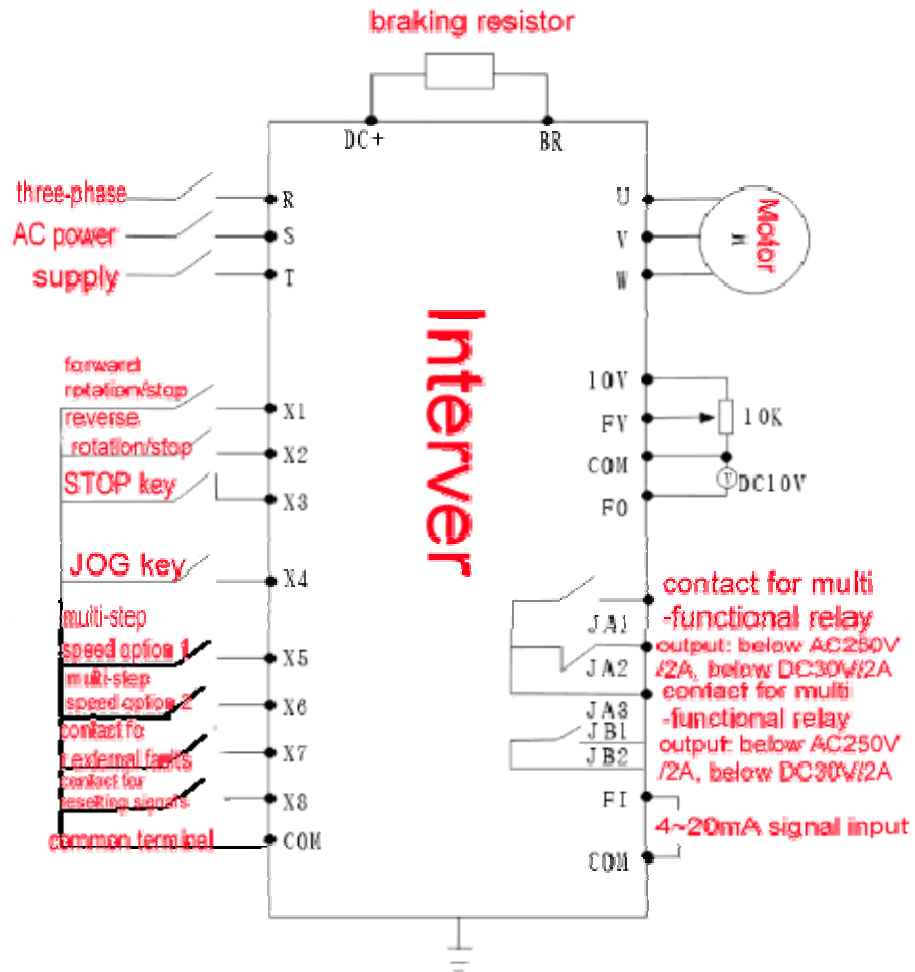 braking resistor
DC+
BR
three-phase
R
U
AC power
S
V
Motor
M
supply
T
W
Interver
forward
rotation/stop
X1
reverse
rotation/stop
X2
STOP key
X3
JOG key
X4
multi-step
speed option 1
X5
multi-step
speed option 2
X6
contact fo
r external faults
X7
contact for
resetting signals
X8
common terminal
COM
10V
FV
10K
COM
DC10V
V
FO
contact for multi
-functional relay
JA1
output: below AC250V
JA2
/2A, below DC30V/2A
contact for multi
JA3
-functional relay
JB1
output: below AC250V
JB2
/2A, below DC30V/2A
FI
4~20mA signal input
COM